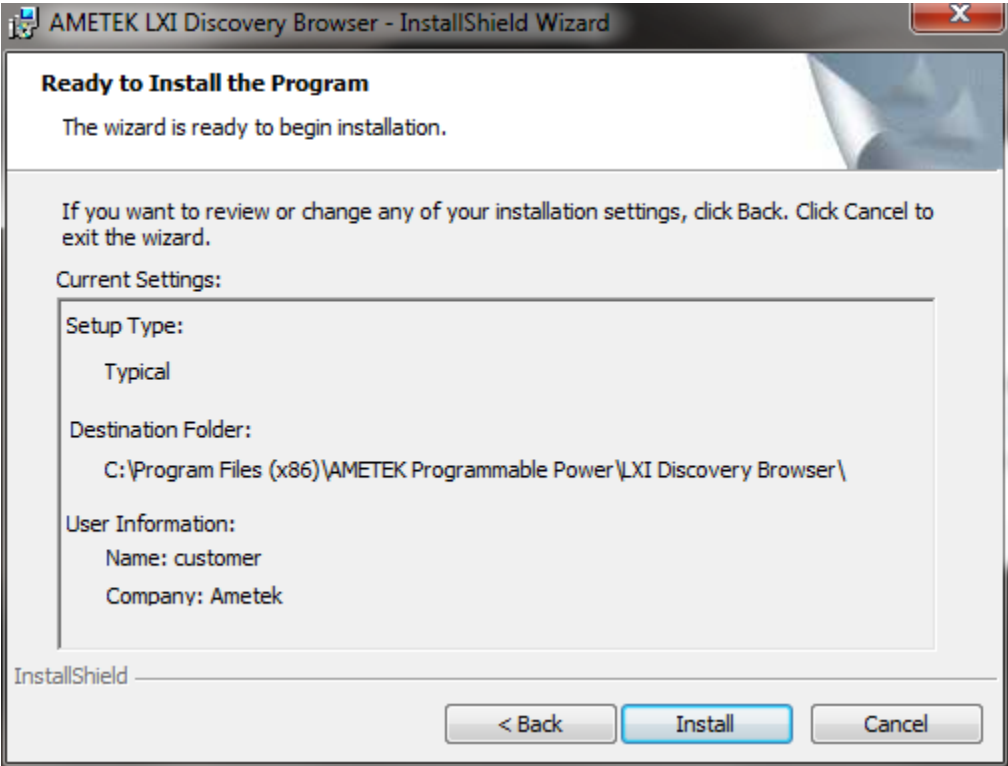 AMETEK LXI Discovery Browser - InstallShield Wizard
Ready to Install the Program
The wizard is ready to begin installation.
If you want to review or change any of your installation settings, click Back. Click Cancel to
exit the wizard.
Current Settings:
Setup Type:
Typical
Destination Folder:
C:\Program Files (x86)\AMETEK Programmable Power\LXI Discovery Browser\
User Information:
Name: customer
Company: Ametek
InstallShield
< Back
Install
Cancel